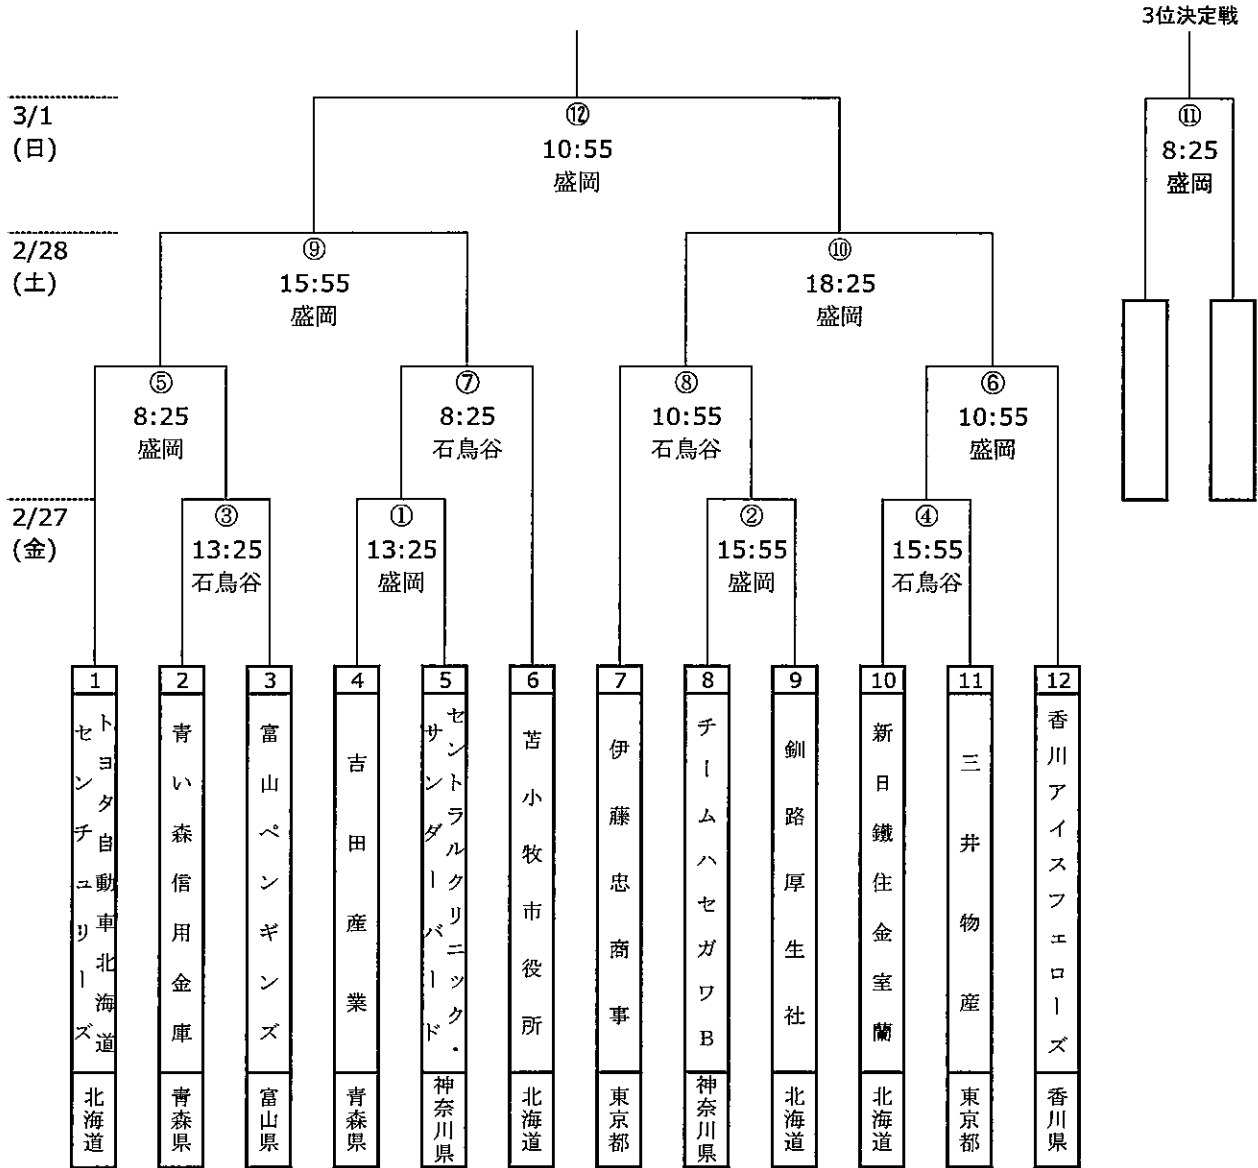 3位決定戦
3/1
(日)
⑫
10:55
盛岡
⑪
8:25
盛岡
2/28
(土)
⑨
15:55
盛岡
⑩
18:25
盛岡
⑤
8:25
盛岡
⑦
8:25
石鳥谷
⑧
10:55
石鳥谷
⑥
10:55
盛岡
2/27
(金)
③
13:25
石鳥谷
①
13:25
盛岡
②
15:55
盛岡
④
15:55
石鳥谷
1
トヨタ自動車北海道
センチュリーズ
北海道
2
青い森信用金庫
青森県
3
富山ペンギンズ
富山県
4
吉田産業
青森県
5
セントラルクリニック・
サンダーバード
神奈川県
6
苫小牧市役所
北海道
7
伊藤忠商事
東京都
8
チームハセガワB
神奈川県
9
釧路厚生社
北海道
10
新日鐵住金室蘭
北海道
11
三井物産
東京都
12
香川アイスフェローズ
香川県